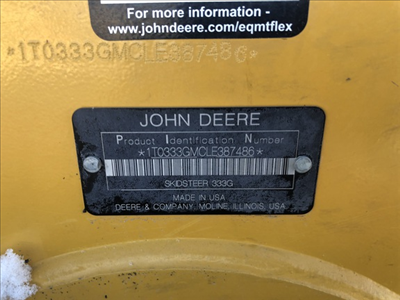 For more information -
www.johndeere.com/eqmtflex
*1T0333GMCLE387486*
JOHN DEERE
Product Identification Number
*1T0333GMCLE387486*
SKIDSTEER 333G
MADE IN USA
DEERE & COMPANY, MOLINE, ILLINOIS, USA